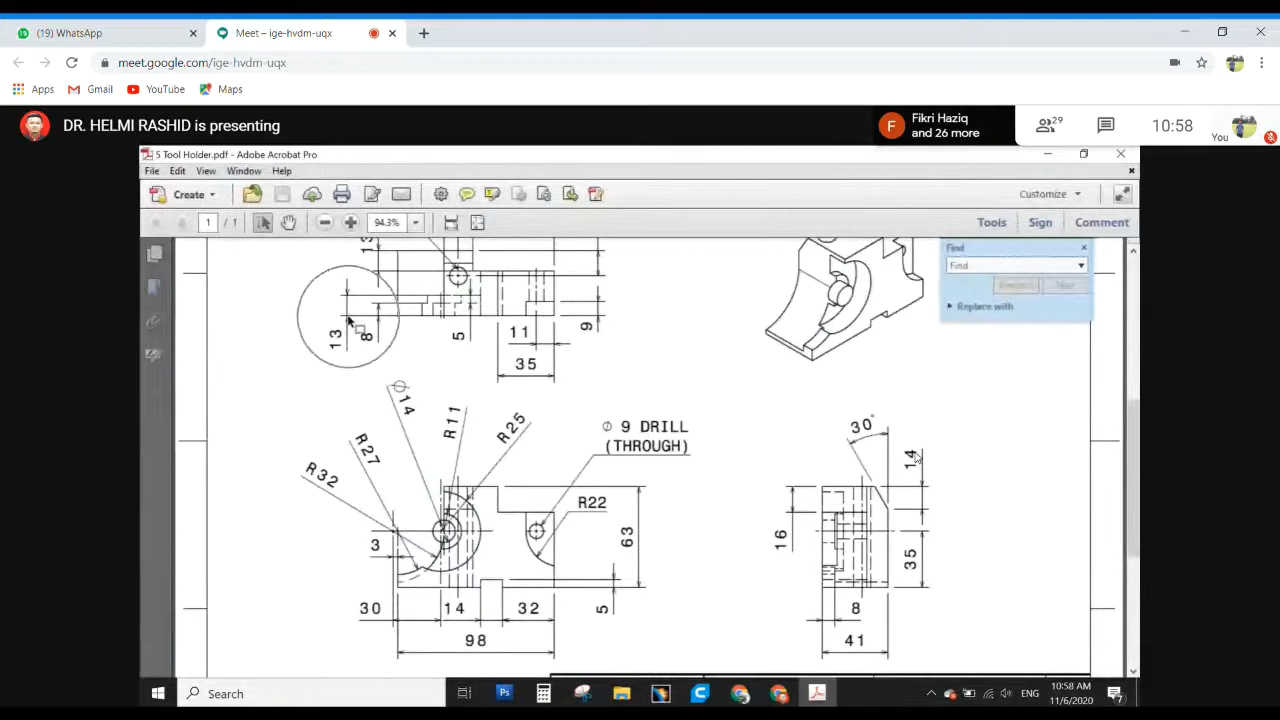 (19) WhatsApp
Meet – ige-hvdm-uqx
meet.google.com/ige-hvdm-uqx
Apps
Gmail
YouTube
Maps
DR. HELMI RASHID is presenting
F
Fikri Haziq
and 26 more
29
10:58
You
5 Tool Holder.pdf - Adobe Acrobat Pro
File Edit View Window Help
Create
Customize
1 / 1
94.3%
Tools
Sign
Comment
Find
Find
Replace with
13
13
8
5
11
9
35
Ø14
R11
R25
R27
R32
Ø 9 DRILL
(THROUGH)
R22
3
63
30
14
32
5
98
30°
14
16
35
8
41
Search
Ps
ENG
10:58 AM
11/6/2020
7